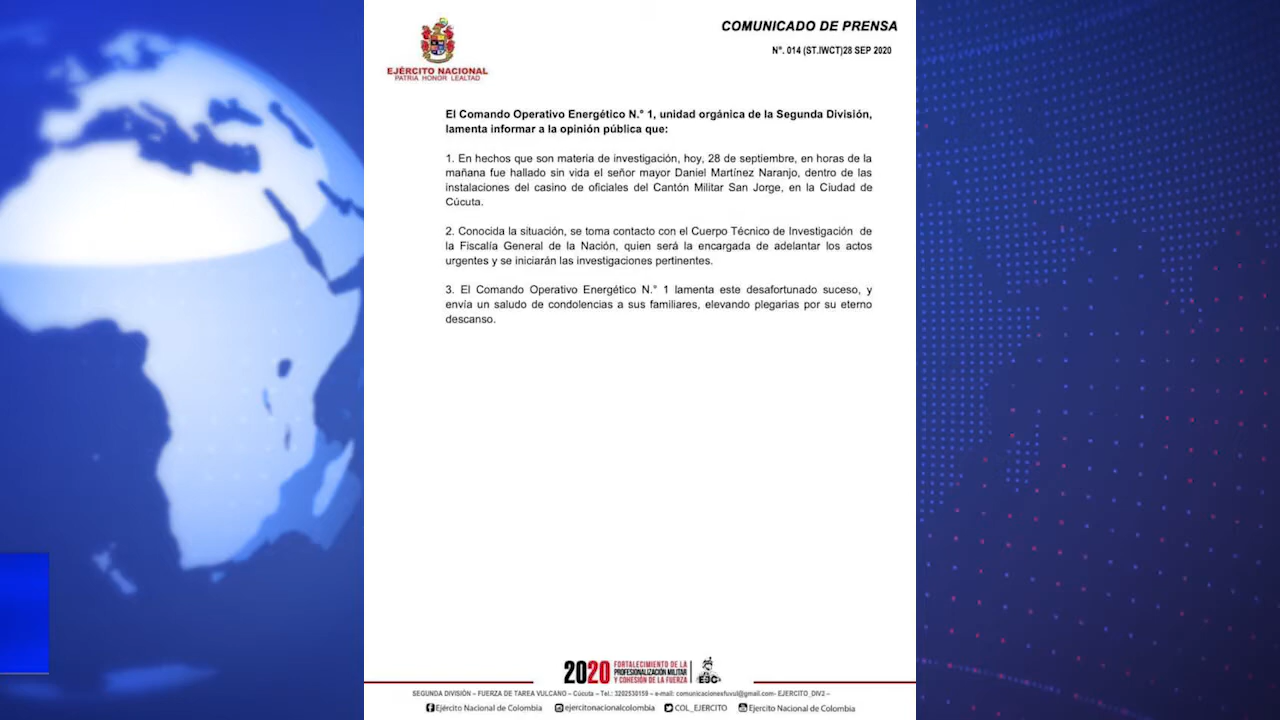 COMUNICADO DE PRENSA
N°. 014 (ST.IWCT)28 SEP 2020
EJÉRCITO NACIONAL
PATRIA HONOR LEALTAD
El Comando Operativo Energético N.° 1, unidad orgánica de la Segunda División,
lamenta informar a la opinión pública que:
1. En hechos que son materia de investigación, hoy, 28 de septiembre, en horas de la
mañana fue hallado sin vida el señor mayor Daniel Martínez Naranjo, dentro de las
instalaciones del casino de oficiales del Cantón Militar San Jorge, en la Ciudad de
Cúcuta.
2. Conocida la situación, se toma contacto con el Cuerpo Técnico de Investigación de
la Fiscalía General de la Nación, quien será la encargada de adelantar los actos
urgentes y se iniciarán las investigaciones pertinentes.
3. El Comando Operativo Energético N.° 1 lamenta este desafortunado suceso, y
envía un saludo de condolencias a sus familiares, elevando plegarias por su eterno
descanso.
2020 FORTALECIMIENTO DE LA
PROFESIONALIZACIÓN MILITAR
Y COHESIÓN DE LA FUERZA
EJC
SEGUNDA DIVISIÓN – FUERZA DE TAREA VULCANO – Cúcuta – Tel.: 3202530159 – e-mail: comunicacionexfuvul@gmail.com- EJERCITO_DIV2 –
Ejército Nacional de Colombia ejercitonacionalcolombia COL_EJERCITO Ejercito Nacional de Colombia